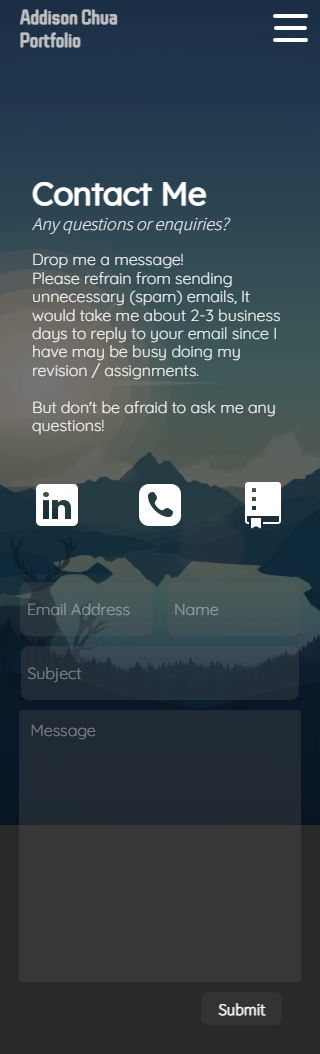 Addison Chua
Portfolio
Contact Me
Any questions or enquiries?
Drop me a message!
Please refrain from sending
unnecessary (spam) emails, It
would take me about 2-3 business
days to reply to your email since I
have may be busy doing my
revision / assignments.
But don't be afraid to ask me any
questions!
in
Email Address Name
Subject
Message
Submit